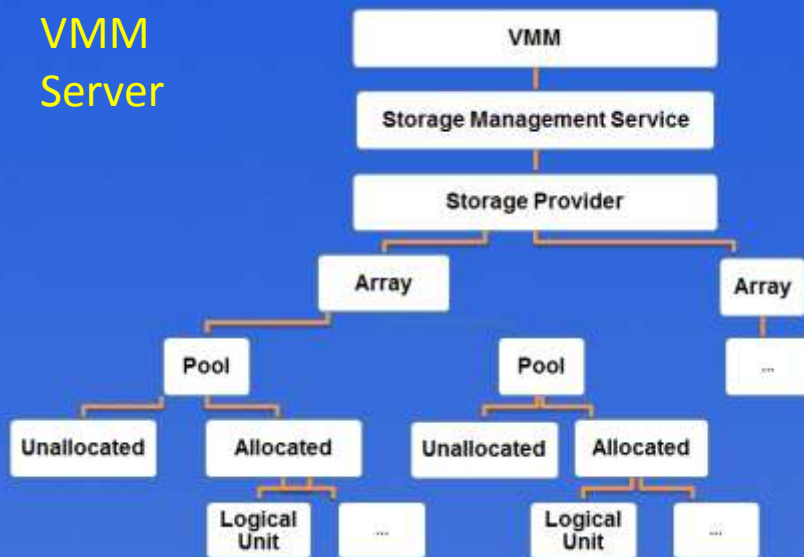 VMM
Server
VMM
Storage Management Service
Storage Provider
Array
Array
Pool
Pool
...
Unallocated
Allocated
Unallocated
Allocated
Logical
Unit
...
Logical
Unit
...